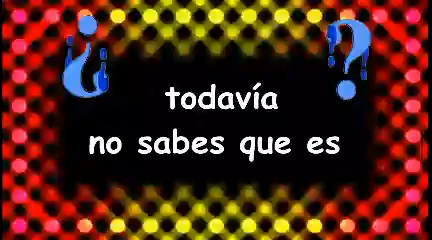 ¿ todavía ?
no sabes que es